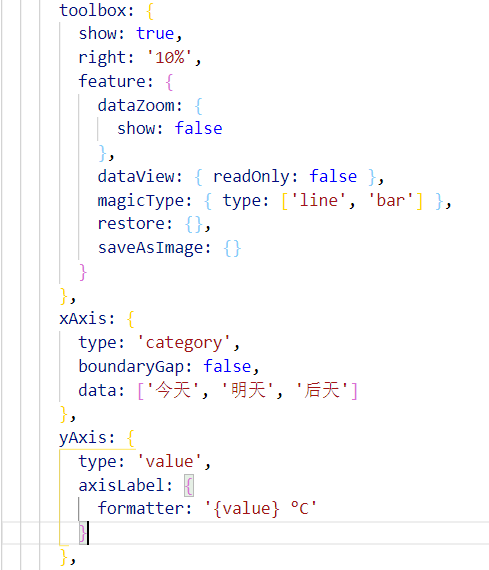 toolbox: {
show: true,
right: '10%',
feature: {
dataZoom: {
show: false
},
dataView: { readOnly: false },
magicType: { type: ['line', 'bar'] },
restore: {},
saveAsImage: {}
}
},
xAxis: {
type: 'category',
boundaryGap: false,
data: ['今天', '明天', '后天']
},
yAxis: {
type: 'value',
axisLabel: {
formatter: '{value} °C'
}
},